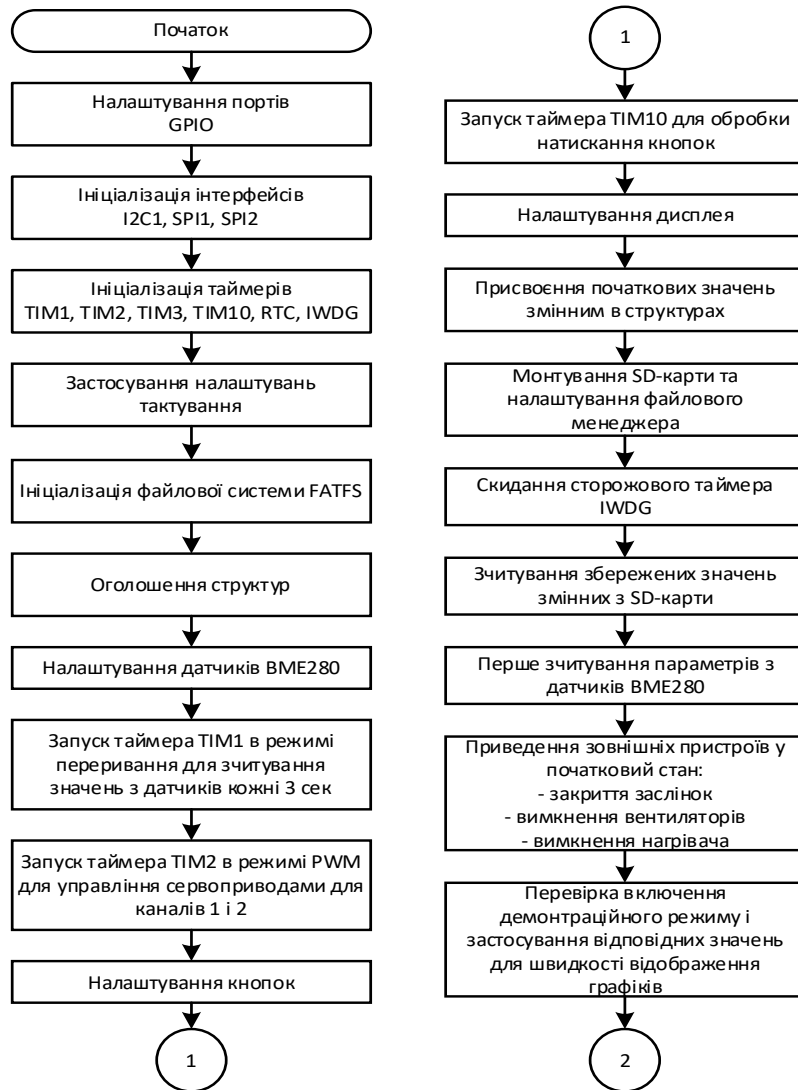 Початок
Налаштування портів
GPIO
Ініціалізація інтерфейсів
I2C1, SPI1, SPI2
Ініціалізація таймерів
TIM1, TIM2, TIM3, TIM10, RTC, IWDG
Застосування налаштувань
тактування
Ініціалізація файлової системи FATFS
Оголошення структур
Налаштування датчиків BME280
Запуск таймера TIM1 в режимі
переривання для зчитування
значень з датчиків кожні 3 сек
Запуск таймера TIM2 в режимі PWM
для управління сервоприводами для
каналів 1 і 2
Налаштування кнопок
1
1
Запуск таймера TIM10 для обробки
натискання кнопок
Налаштування дисплея
Присвоєння початкових значень
змінним в структурах
Монтування SD-карти та
налаштування файлового
менеджера
Скидання сторожового таймера
IWDG
Зчитування збережених значень
змінних з SD-карти
Перше зчитування параметрів з
датчиків BME280
Приведення зовнішніх пристроїв у
початковий стан:
- закриття заслінок
- вимкнення вентиляторів
- вимкнення нагрівача
Перевірка включення
демонтраційного режиму і
застосування відповідних значень
для швидкості відображення
графіків
2